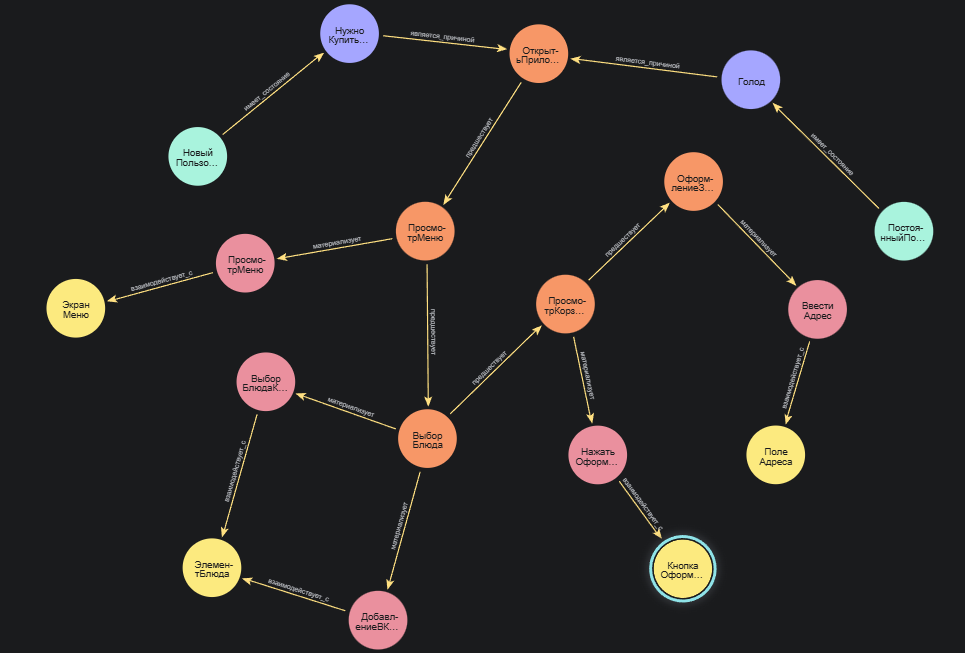 Нужно
Купить...
является_причиной
Открыт-
ьПрило...
является_причиной
Голод
имеет_состояние
имеет_состояние
Новый
Пользо...
предшествует
Оформ-
лениеЗ...
Постоя-
нныйПо...
Просмо-
трМеню
материализует
Просмо-
трМеню
предшествует
материализует
взаимодействует_с
Экран
Меню
Просмо-
трКорз...
Ввести
Адрес
предшествует
предшествует
материализует
взаимодействует_с
Выбор
БлюдаК...
материализует
Выбор
Блюда
Нажать
Оформ...
Поле
Адреса
взаимодействует_с
материализует
взаимодействует_с
Элемен-
тБлюда
взаимодействует_с
Кнопка
Оформ...
Добавл-
ениеВК...